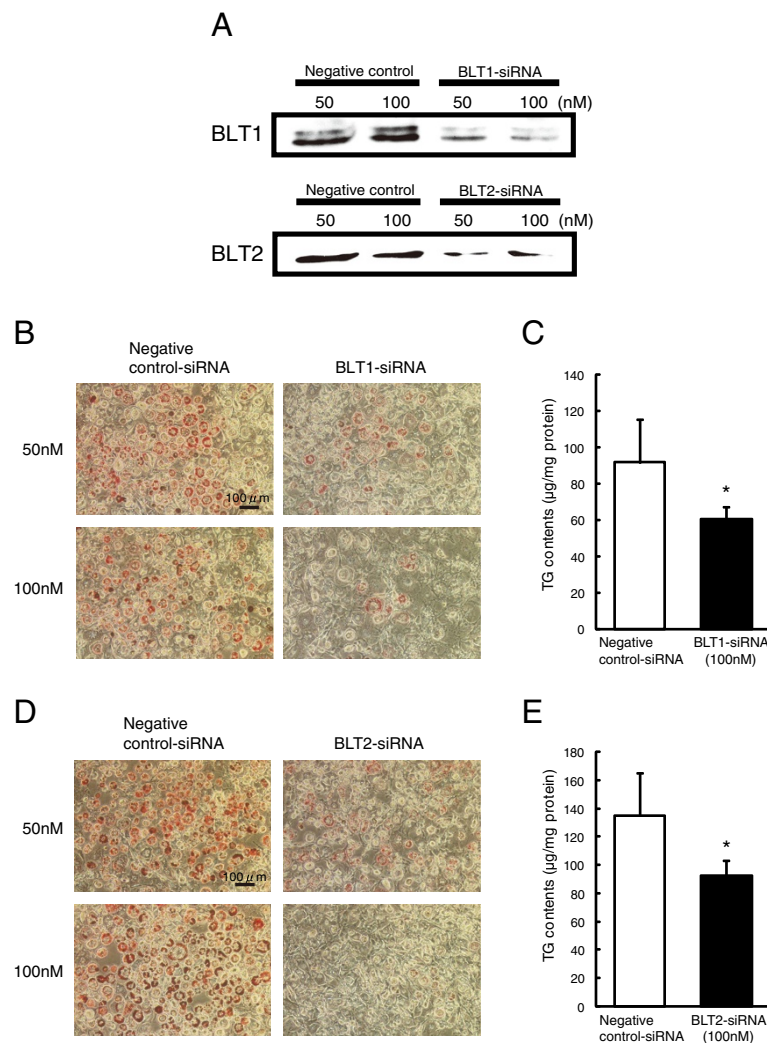 A
Negative control BLT1-siRNA
50 100 50 100 (nM)
BLT1
Negative control BLT2-siRNA
50 100 50 100 (nM)
BLT2
B
Negative
control-siRNA
BLT1-siRNA
50nM
100μm
100nM
C
TG contents (μg/mg protein)
140
120
100
80
60
40
20
0
*
Negative
control-siRNA
BLT1-siRNA
(100nM)
D
Negative
control-siRNA
BLT2-siRNA
50nM
100μm
100nM
E
TG contents (μg/mg protein)
180
160
140
120
100
80
60
40
20
0
*
Negative
control-siRNA
BLT2-siRNA
(100nM)